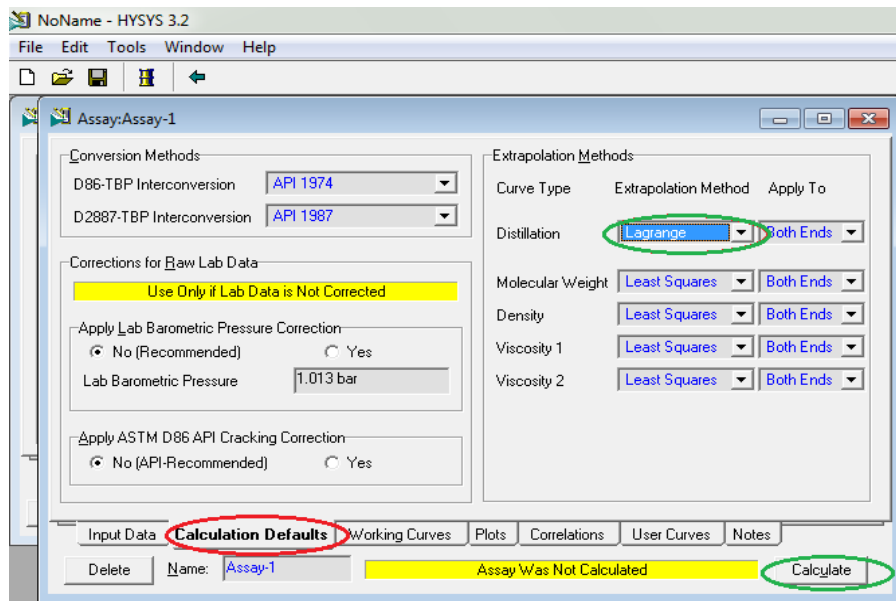 NoName - HYSYS 3.2
File Edit Tools Window Help
Assay:Assay-1
Conversion Methods
D86-TBP Interconversion API 1974
D2887-TBP Interconversion API 1987
Corrections for Raw Lab Data
Use Only if Lab Data is Not Corrected
Apply Lab Barometric Pressure Correction
No (Recommended) Yes
Lab Barometric Pressure 1.013 bar
Apply ASTM D86 API Cracking Correction
No (API-Recommended) Yes
Extrapolation Methods
Curve Type Extrapolation Method Apply To
Distillation Lagrange Both Ends
Molecular Weight Least Squares Both Ends
Density Least Squares Both Ends
Viscosity 1 Least Squares Both Ends
Viscosity 2 Least Squares Both Ends
Input Data Calculation Defaults Working Curves Plots Correlations User Curves Notes
Delete Name: Assay-1 Assay Was Not Calculated Calculate